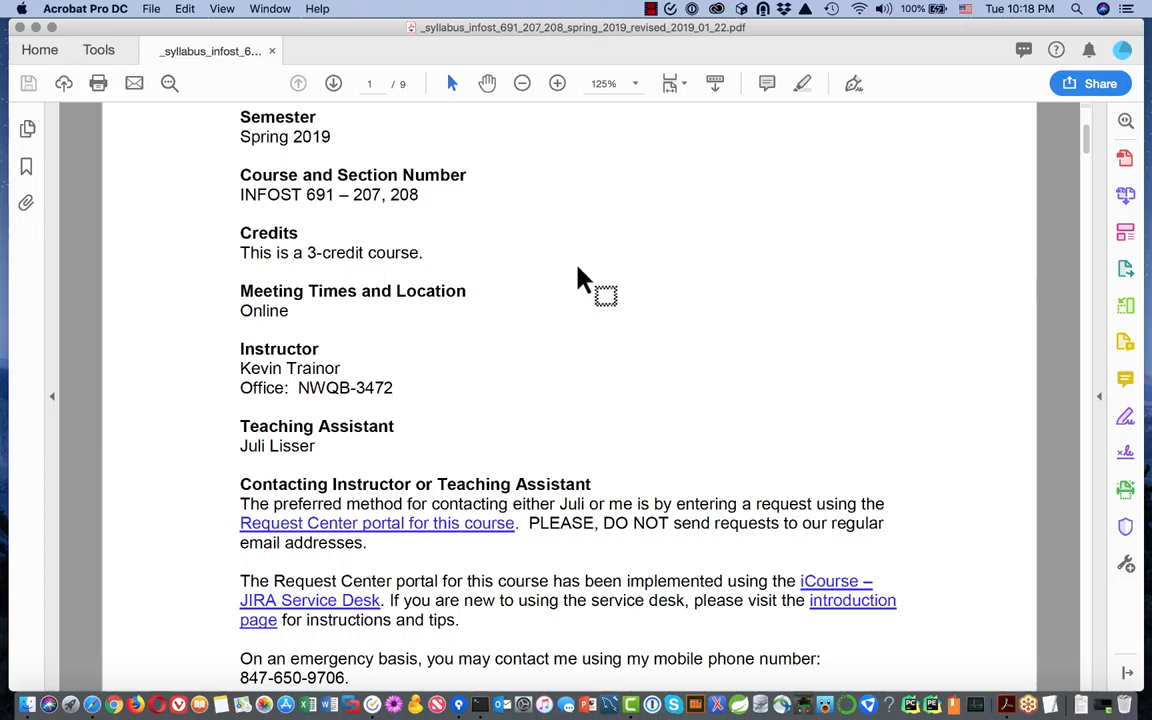 Acrobat Pro DC File Edit View Window Help 100% Tue 10:18 PM
_syllabus_infost_691_207_208_spring_2019_revised_2019_01_22.pdf
Home Tools _syllabus_infost_6... ×
1 / 9 125% Share
Semester
Spring 2019
Course and Section Number
INFOST 691 – 207, 208
Credits
This is a 3-credit course.
Meeting Times and Location
Online
Instructor
Kevin Trainor
Office: NWQB-3472
Teaching Assistant
Juli Lisser
Contacting Instructor or Teaching Assistant
The preferred method for contacting either Juli or me is by entering a request using the
Request Center portal for this course. PLEASE, DO NOT send requests to our regular
email addresses.
The Request Center portal for this course has been implemented using the iCourse –
JIRA Service Desk. If you are new to using the service desk, please visit the introduction
page for instructions and tips.
On an emergency basis, you may contact me using my mobile phone number:
847-650-9706.